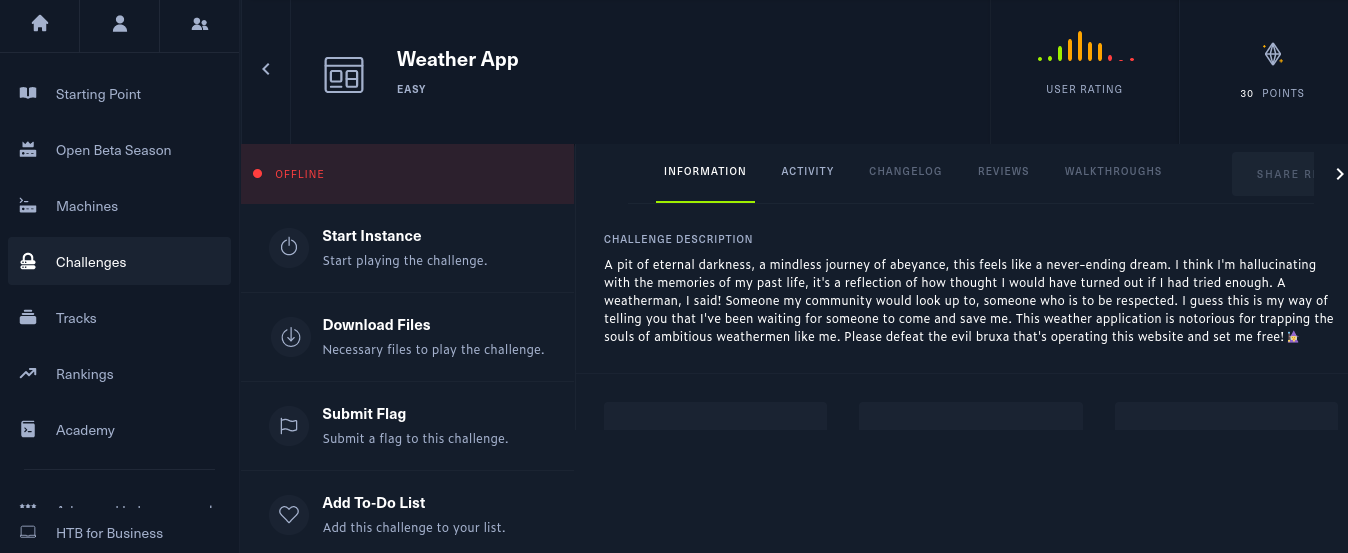 Starting Point
Open Beta Season
Machines
Challenges
Tracks
Rankings
Academy
HTB for Business
Weather App
EASY
USER RATING
30 POINTS
OFFLINE
Start Instance
Start playing the challenge.
Download Files
Necessary files to play the challenge.
Submit Flag
Submit a flag to this challenge.
Add To-Do List
Add this challenge to your list.
INFORMATION
ACTIVITY
CHANGELOG
REVIEWS
WALKTHROUGHS
SHARE
CHALLENGE DESCRIPTION
A pit of eternal darkness, a mindless journey of abeyance, this feels like a never-ending dream. I think I'm hallucinating
with the memories of my past life, it's a reflection of how thought I would have turned out if I had tried enough. A
weatherman, I said! Someone my community would look up to, someone who is to be respected. I guess this is my way of
telling you that I've been waiting for someone to come and save me. This weather application is notorious for trapping the
souls of ambitious weathermen like me. Please defeat the evil bruxa that's operating this website and set me free! 🧙‍♀️